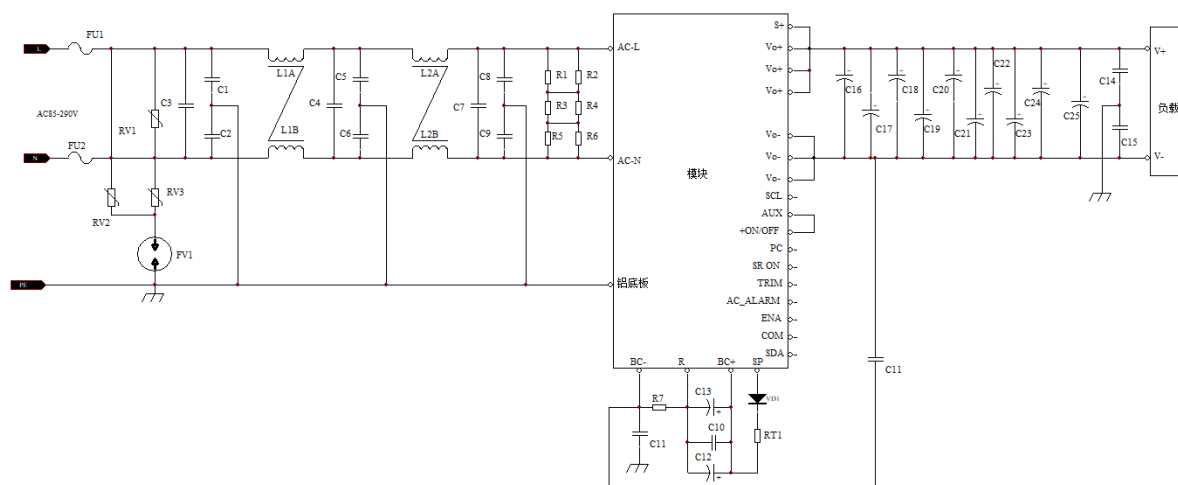 FU1
L
AC85-290V
RV1
C3
C1
C2
L1A
L1B
C4
C5
C6
L2A
L2B
C7
C8
C9
R1
R2
R3
R4
R5
R6
N
FU2
RV2
RV3
FV1
PE
AC-L
AC-N
铝底板
模块
S+
Vo+
Vo+
Vo+
Vo-
Vo-
Vo-
SCL
AUX
+ON/OFF
PC
SR ON
TRIM
AC_ALARM
ENA
COM
SDA
BC-
R
BC+
SP
R7
C11
C13
C10
C12
VD1
RT1
C11
C16
C17
C18
C19
C20
C21
C22
C23
C24
C25
C14
C15
V+
负载
V-